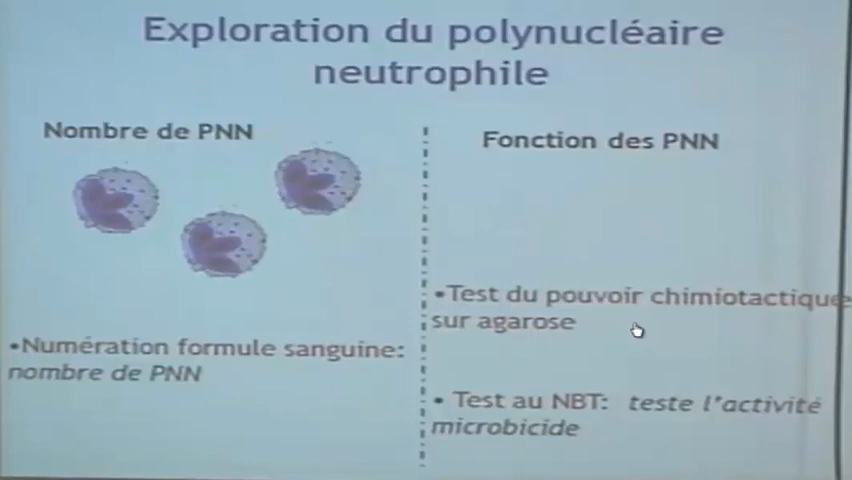 Exploration du polynucléaire
neutrophile
Nombre de PNN
•Numération formule sanguine:
nombre de PNN
Fonction des PNN
•Test du pouvoir chimiotactique
sur agarose
• Test au NBT: teste l'activité
microbicide